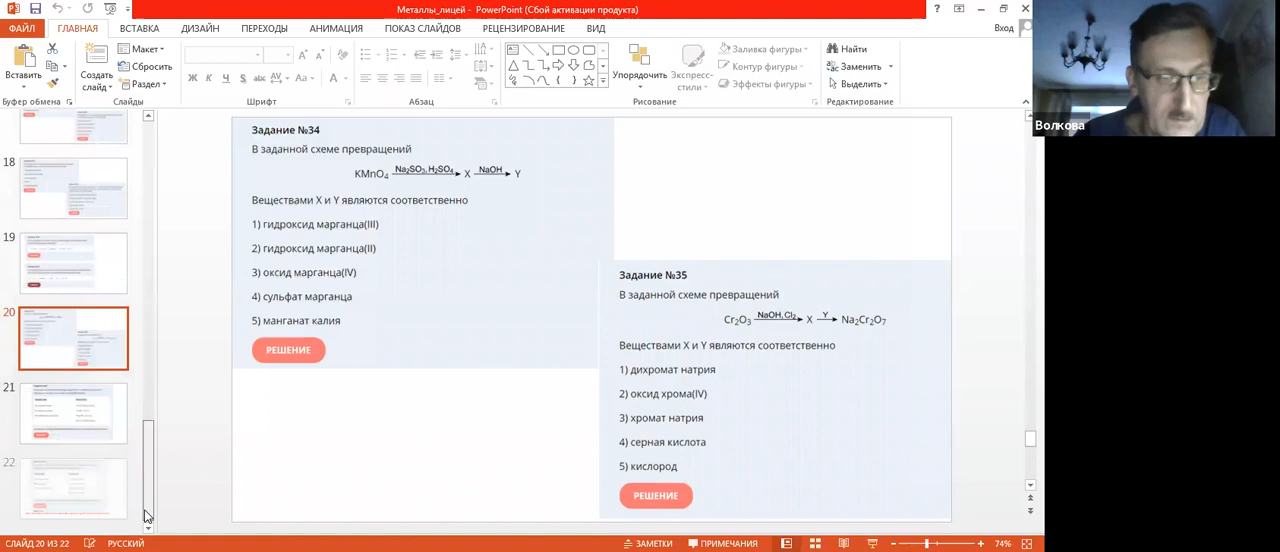 Металлы_лицей - PowerPoint (Сбой активации продукта)
ФАЙЛ ГЛАВНАЯ ВСТАВКА ДИЗАЙН ПЕРЕХОДЫ АНИМАЦИЯ ПОКАЗ СЛАЙДОВ РЕЦЕНЗИРОВАНИЕ ВИД Вход
Вставить
Создать слайд
Макет
Сбросить
Раздел
Ж К Ч S abc AV Aa A
Упорядочить
Экспресс-стили
Заливка фигуры
Контур фигуры
Эффекты фигуры
Найти
Заменить
Выделить
Буфер обмена Слайды Шрифт Абзац Рисование Редактирование
Волкова
18
19
20
21
22
Задание №34
В заданной схеме превращений
KMnO4 Na2SO3, H2SO4 X NaOH Y
Веществами X и Y являются соответственно
1) гидроксид марганца(III)
2) гидроксид марганца(II)
3) оксид марганца(IV)
4) сульфат марганца
5) манганат калия
РЕШЕНИЕ
Задание №35
В заданной схеме превращений
Cr2O3 NaOH, Cl2 X Y Na2Cr2O7
Веществами X и Y являются соответственно
1) дихромат натрия
2) оксид хрома(IV)
3) хромат натрия
4) серная кислота
5) кислород
РЕШЕНИЕ
СЛАЙД 20 ИЗ 22 РУССКИЙ ЗАМЕТКИ ПРИМЕЧАНИЯ 74%